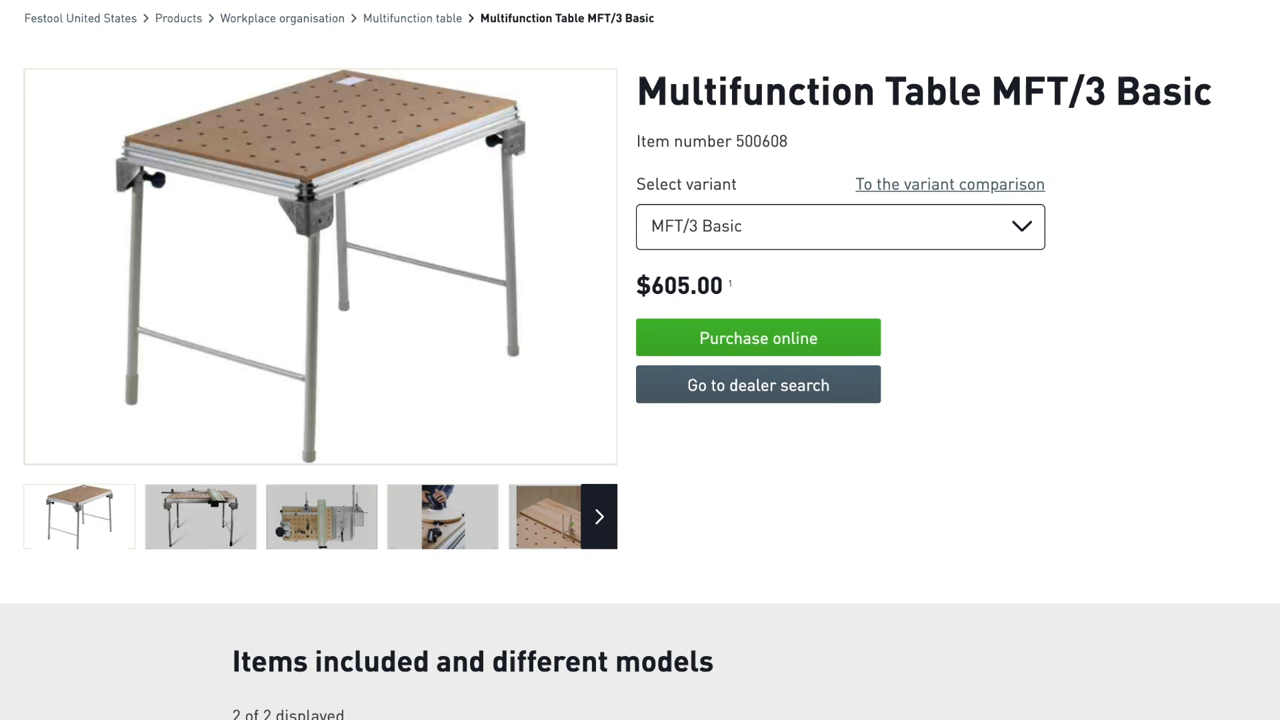 Festool United States > Products > Workplace organisation > Multifunction table > Multifunction Table MFT/3 Basic
Multifunction Table MFT/3 Basic
Item number 500608
Select variant To the variant comparison
MFT/3 Basic
$605.00 1
Purchase online
Go to dealer search
Items included and different models
2 of 2 displayed